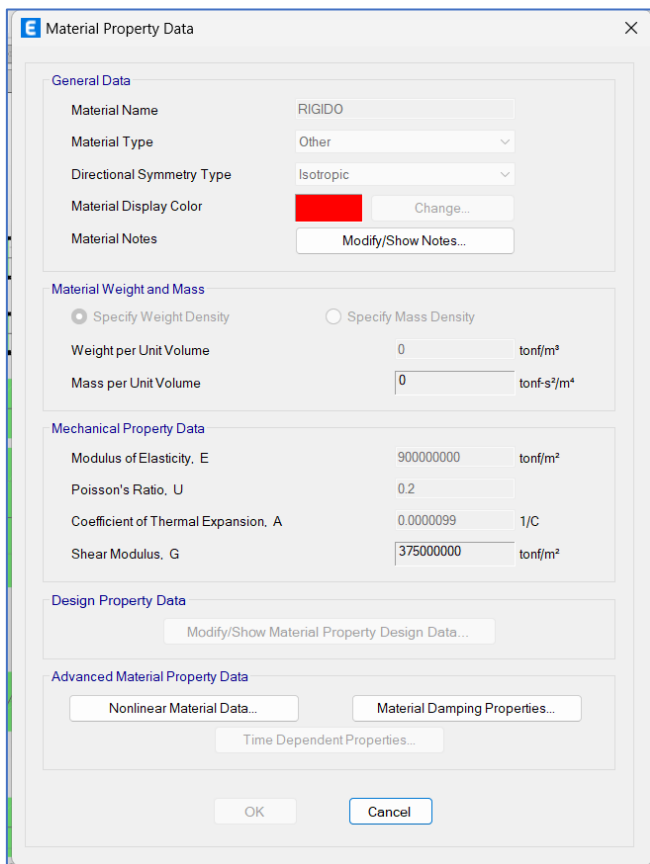 E Material Property Data
General Data
Material Name RIGIDO
Material Type Other
Directional Symmetry Type Isotropic
Material Display Color Change...
Material Notes Modify/Show Notes...
Material Weight and Mass
Specify Weight Density Specify Mass Density
Weight per Unit Volume 0 tonf/m³
Mass per Unit Volume 0 tonf-s²/m⁴
Mechanical Property Data
Modulus of Elasticity, E 900000000 tonf/m²
Poisson's Ratio, U 0.2
Coefficient of Thermal Expansion, A 0.0000099 1/C
Shear Modulus, G 375000000 tonf/m²
Design Property Data
Modify/Show Material Property Design Data...
Advanced Material Property Data
Nonlinear Material Data... Material Damping Properties...
Time Dependent Properties...
OK Cancel